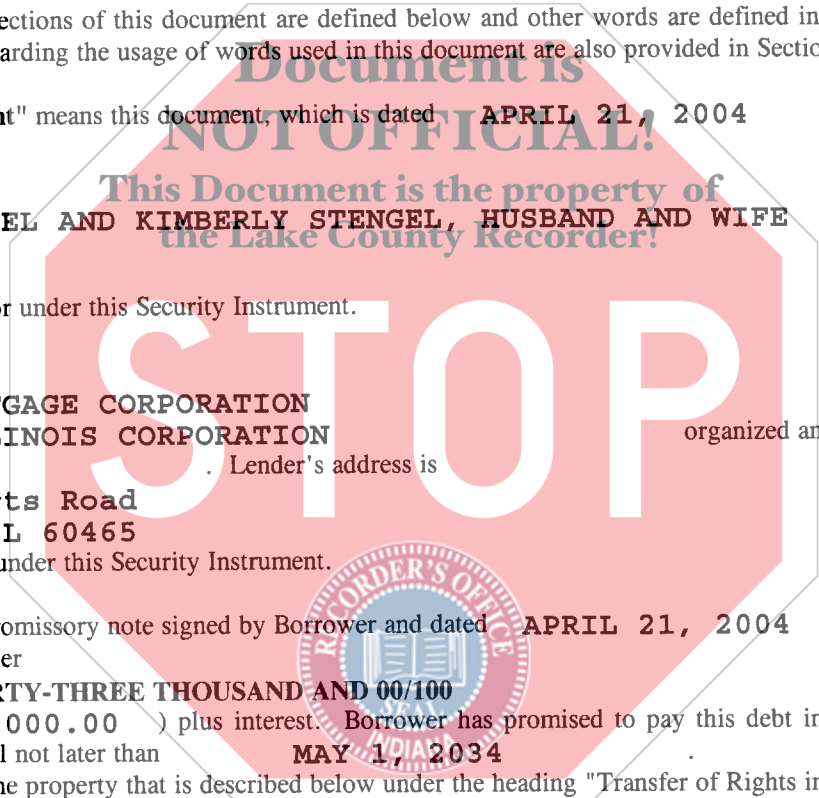 ections of this document are defined below and other words are defined in
arding the usage of words used in this document are also provided in Sectio
Document is
nt" means this document, which is dated APRIL 21, 2004
NOT OFFICIAL!
This Document is the property of
EL AND KIMBERLY STENGEL, HUSBAND AND WIFE
the Lake County Recorder!
or under this Security Instrument.
STOP
GAGE CORPORATION
LINOIS CORPORATION organized an
. Lender's address is
ts Road
L 60465
under this Security Instrument.
RECORDER'S OFFICE
omissory note signed by Borrower and dated APRIL 21, 2004
er
RTY-THREE THOUSAND AND 00/100
SEAL
000.00 ) plus interest. Borrower has promised to pay this debt in
INDIANA
l not later than MAY 1, 2034 .
he property that is described below under the heading "Transfer of Rights in